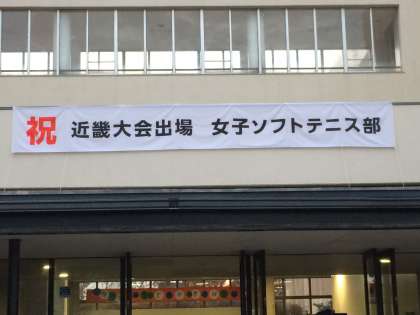 祝 近畿大会出場 女子ソフトテニス部